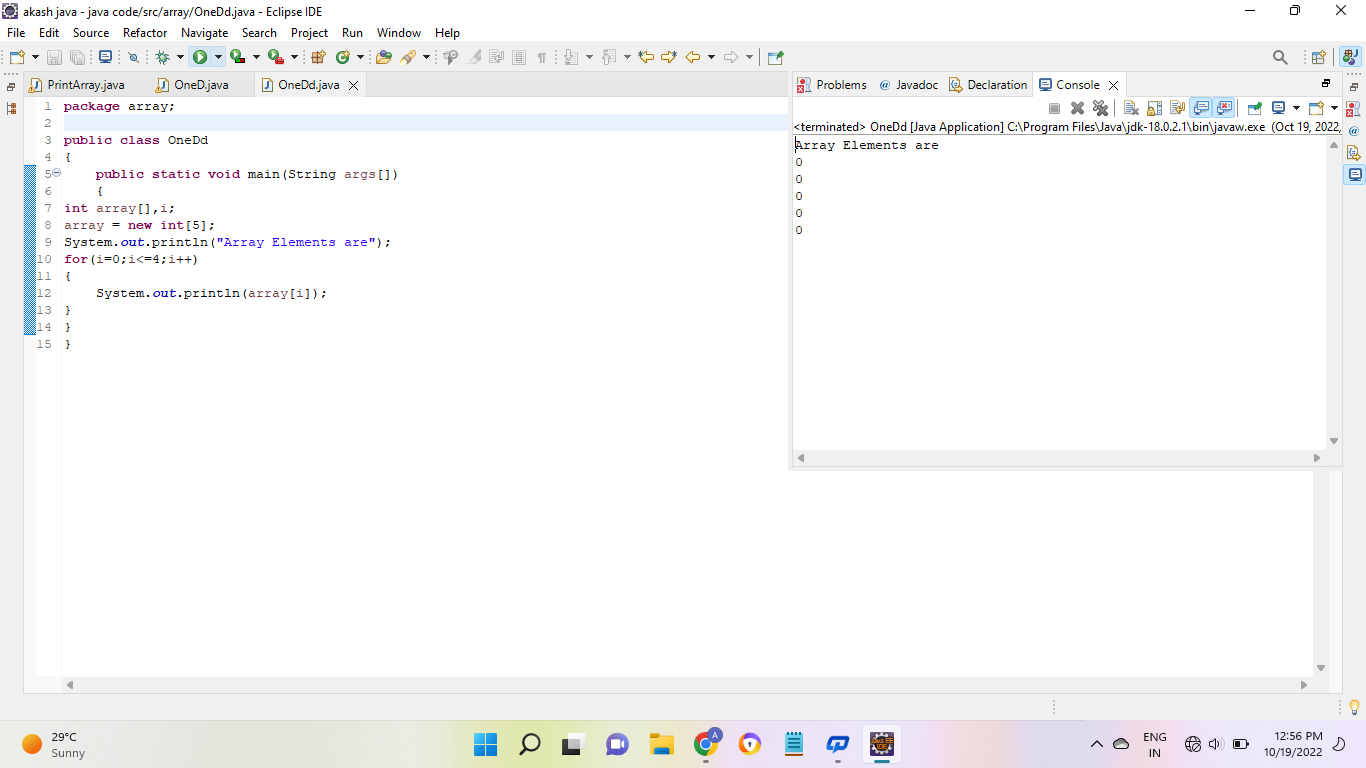 akash java - java code/src/array/OneDd.java - Eclipse IDE
File Edit Source Refactor Navigate Search Project Run Window Help
PrintArray.java OneD.java OneDd.java
1 package array;
2
3 public class OneDd
4 {
5 public static void main(String args[])
6 {
7 int array[],i;
8 array = new int[5];
9 System.out.println("Array Elements are");
10 for(i=0;i<=4;i++)
11 {
12 System.out.println(array[i]);
13 }
14 }
15 }
Problems @ Javadoc Declaration Console
<terminated> OneDd [Java Application] C:\Program Files\Java\jdk-18.0.2.1\bin\javaw.exe (Oct 19, 2022,
Array Elements are
0
0
0
0
0
29°C
Sunny
A
Java EE
IDE
ENG
IN
12:56 PM
10/19/2022